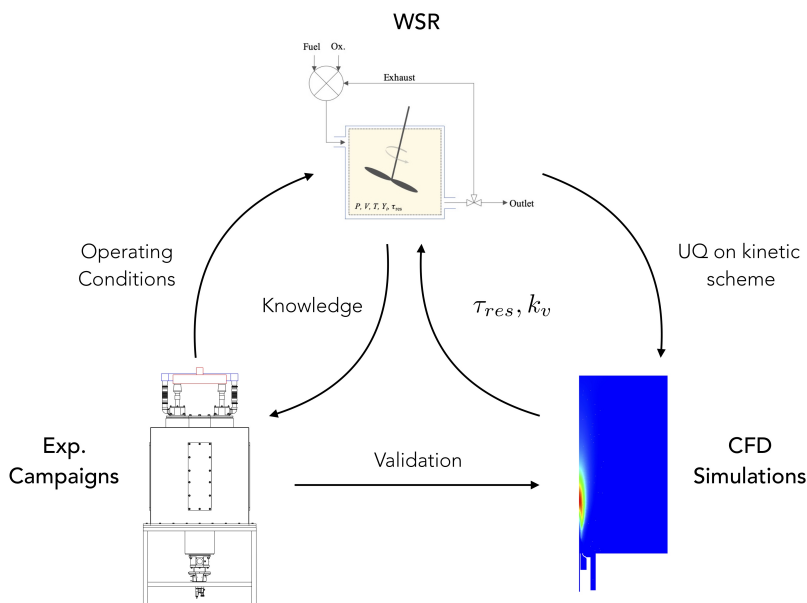 WSR
Fuel Ox.
Exhaust
P, V, T, Yᵢ, τres
Outlet
Operating
Conditions
UQ on kinetic
scheme
Knowledge
τres, kv
Exp.
Campaigns
Validation
CFD
Simulations